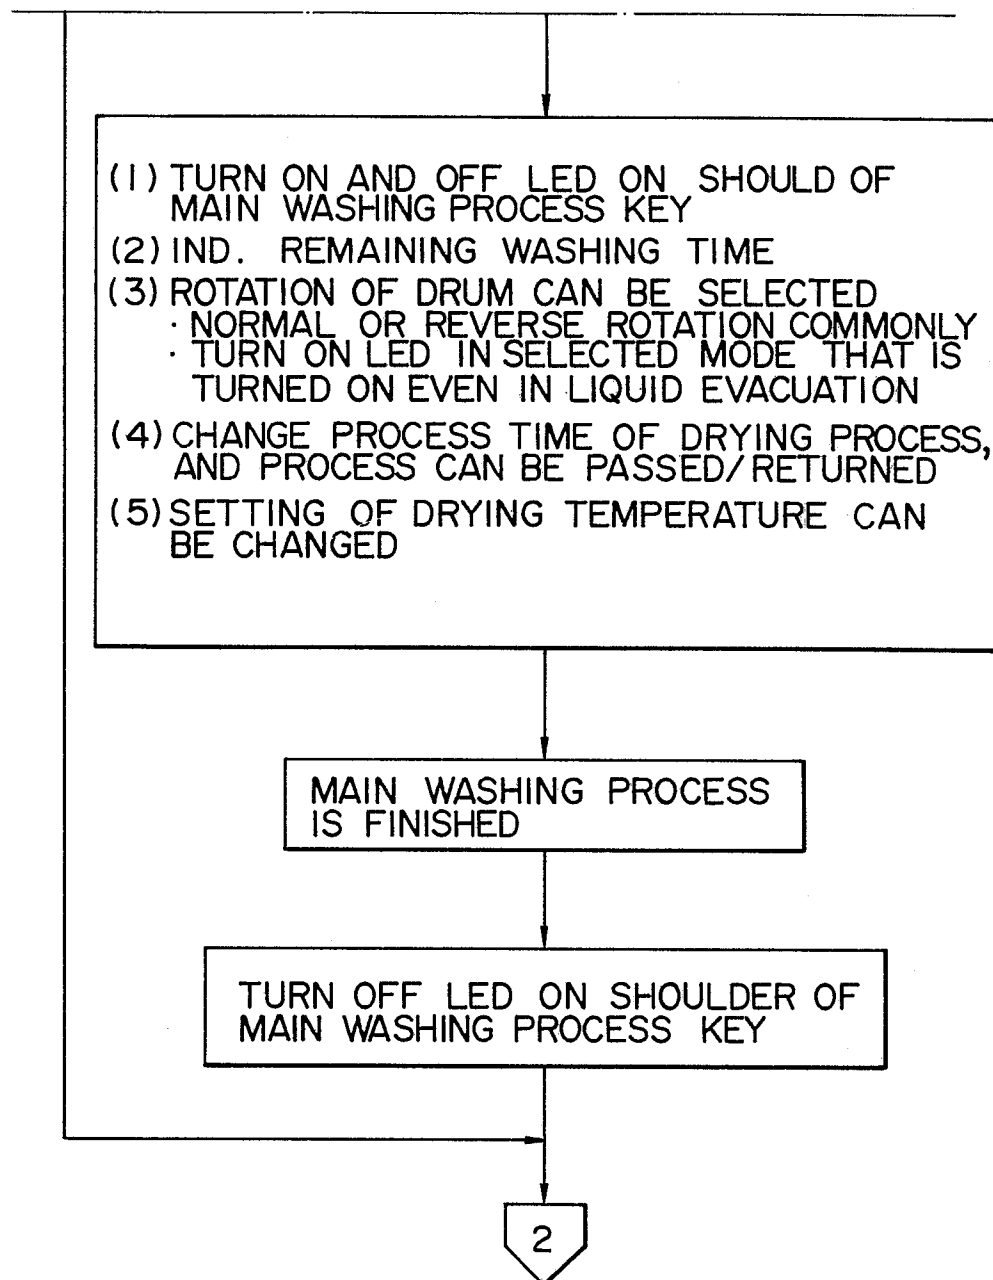 (1) TURN ON AND OFF LED ON SHOULD OF
MAIN WASHING PROCESS KEY
(2) IND. REMAINING WASHING TIME
(3) ROTATION OF DRUM CAN BE SELECTED
· NORMAL OR REVERSE ROTATION COMMONLY
· TURN ON LED IN SELECTED MODE THAT IS
TURNED ON EVEN IN LIQUID EVACUATION
(4) CHANGE PROCESS TIME OF DRYING PROCESS,
AND PROCESS CAN BE PASSED/RETURNED
(5) SETTING OF DRYING TEMPERATURE CAN
BE CHANGED
MAIN WASHING PROCESS
IS FINISHED
TURN OFF LED ON SHOULDER OF
MAIN WASHING PROCESS KEY
2